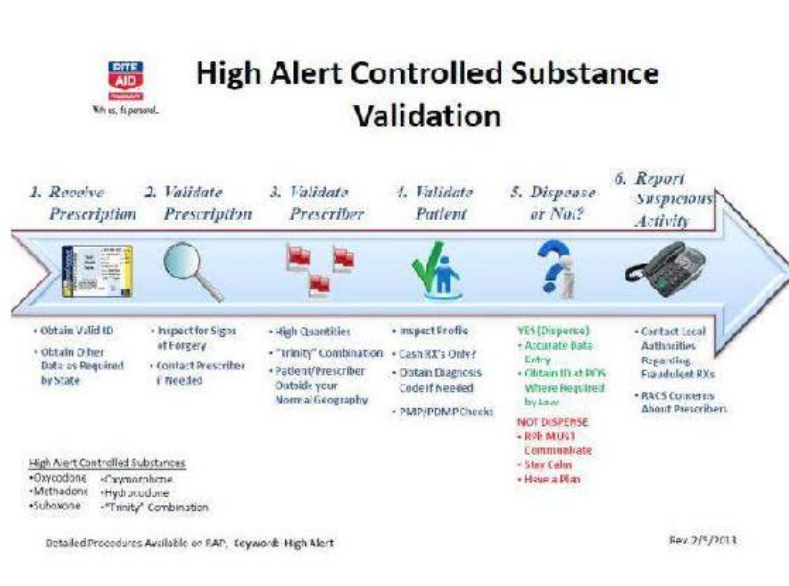 RITE
AID
PHARMACY
With us, it's personal.
High Alert Controlled Substance
Validation
1. Receive
Prescription
2. Validate
Prescription
3. Validate
Prescriber
4. Validate
Patient
5. Dispense
or Not?
6. Report
Suspicious
Activity
• Obtain Valid ID
• Obtain Other
Data as Required
by State
• Inspect for Signs
of Forgery
• Contact Prescriber
if Needed
• High Quantities
• "Trinity" Combination
• Patient/Prescriber
Outside your
Normal Geography
• Inspect Profile
• Cash RX's Only?
• Obtain Diagnosis
Code if Needed
• PMP/PDMP Checks
YES (Dispense)
• Accurate Data
Entry
• Obtain ID at POS
Where Required
by Law
NOT DISPENSE
• RPh MUST
Communicate
• Stay Calm
• Have a Plan
• Contact Local
Authorities
Regarding
Fraudulent RXs
• RACS Concerns
About Prescribers
High Alert Controlled Substances
•Oxycodone •Oxymorphone
•Methadone •Hydrocodone
•Suboxone •"Trinity" Combination
Detailed Procedures Available on RAP, Keyword: High Alert
Rev. 2/5/2013